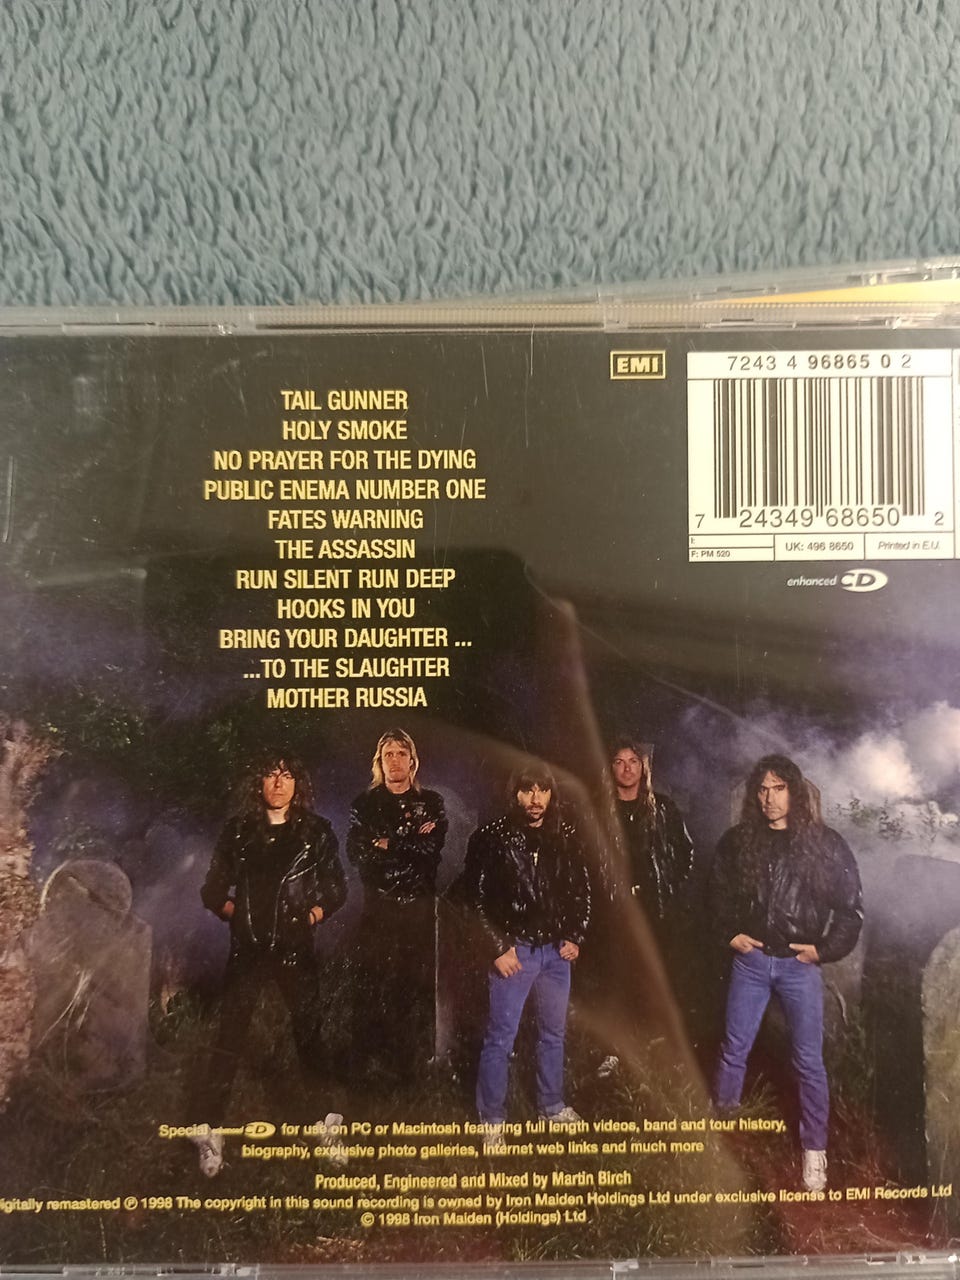 EMI
7243 4 96865 0 2
TAIL GUNNER
HOLY SMOKE
NO PRAYER FOR THE DYING
PUBLIC ENEMA NUMBER ONE
FATES WARNING
THE ASSASSIN
RUN SILENT RUN DEEP
HOOKS IN YOU
BRING YOUR DAUGHTER ...
...TO THE SLAUGHTER
MOTHER RUSSIA
7 24349 68650 2
F: PM 520
UK: 496 8650
Printed in E.U.
enhanced CD
Special enhanced CD for use on PC or Macintosh featuring full length videos, band and tour history,
biography, exclusive photo galleries, internet web links and much more
Produced, Engineered and Mixed by Martin Birch
igitally remastered ℗ 1998 The copyright in this sound recording is owned by Iron Maiden Holdings Ltd under exclusive license to EMI Records Ltd
© 1998 Iron Maiden (Holdings) Ltd